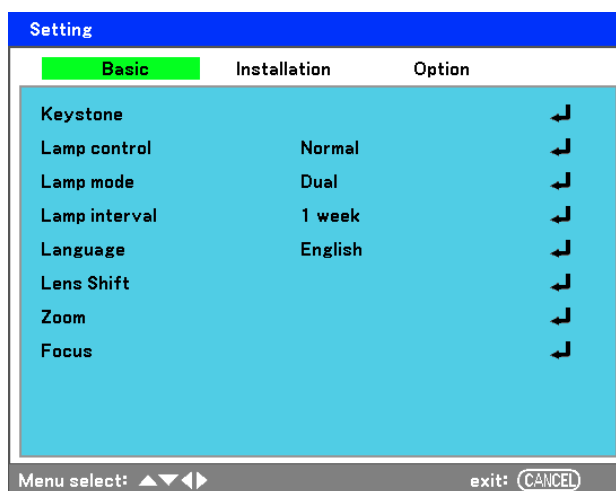 Setting
Basic Installation Option
Keystone
Lamp control Normal
Lamp mode Dual
Lamp interval 1 week
Language English
Lens Shift
Zoom
Focus
Menu select: ▲▼◀▶ exit: CANCEL